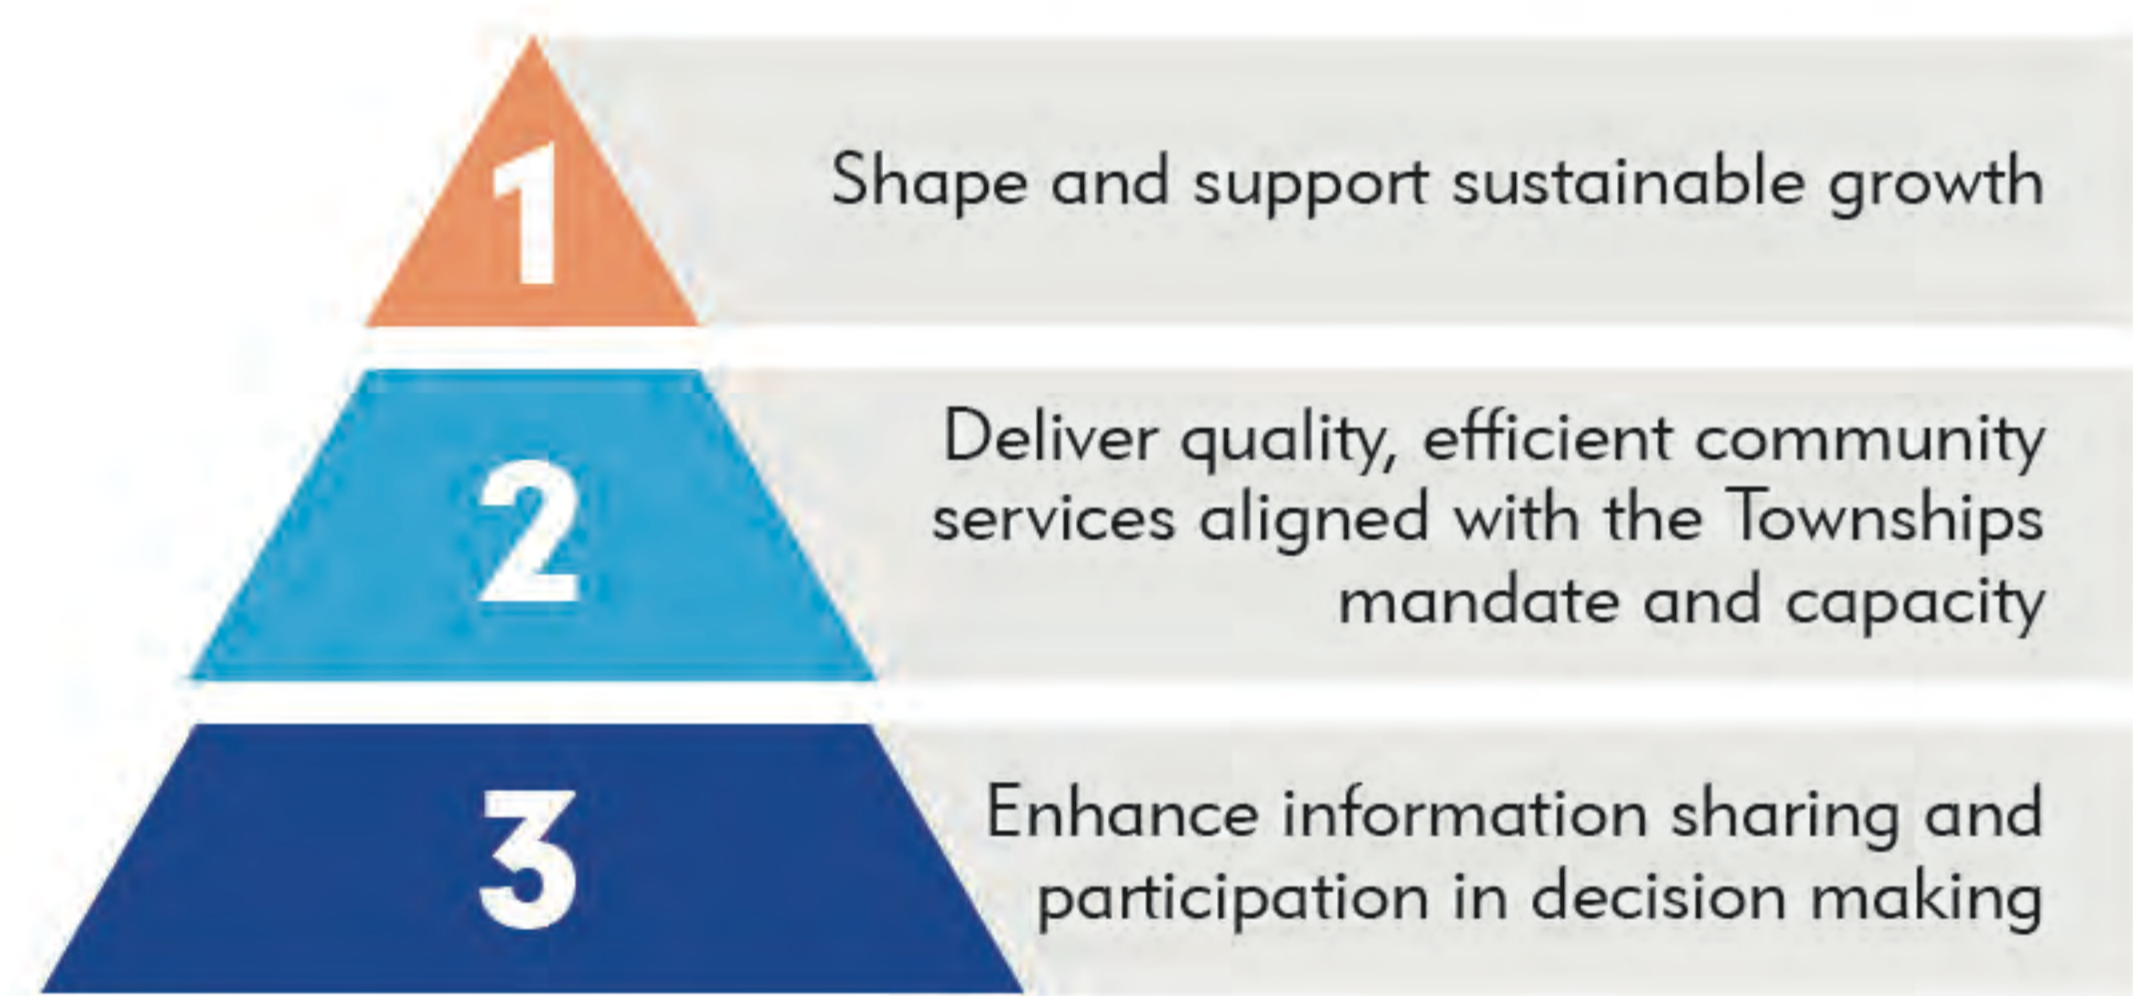 1
Shape and support sustainable growth
2
Deliver quality, efficient community
services aligned with the Townships
mandate and capacity
3
Enhance information sharing and
participation in decision making